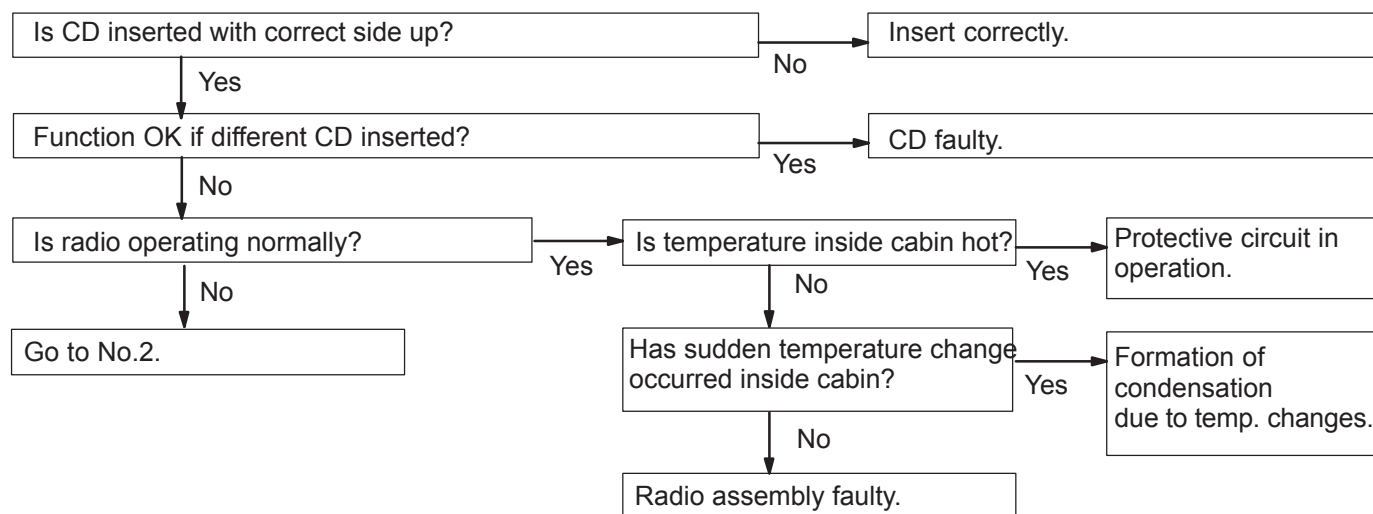 Is CD inserted with correct side up?
No
Insert correctly.
Yes
Function OK if different CD inserted?
Yes
CD faulty.
No
Is radio operating normally?
Yes
Is temperature inside cabin hot?
Yes
Protective circuit in
operation.
No
No
Go to No.2.
Has sudden temperature change
occurred inside cabin?
Yes
Formation of
condensation
due to temp. changes.
No
Radio assembly faulty.